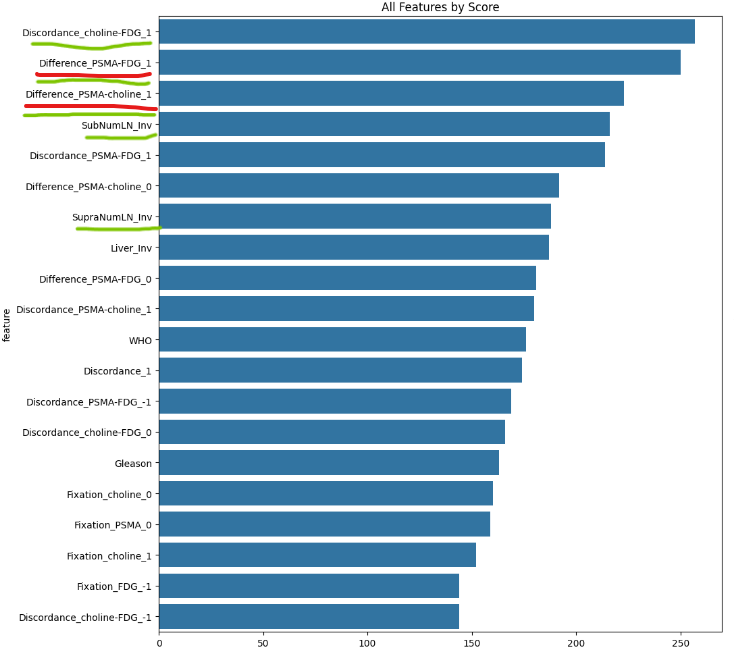 All Features by Score
Discordance_choline-FDG_1
Difference_PSMA-FDG_1
Difference_PSMA-choline_1
SubNumLN_Inv
Discordance_PSMA-FDG_1
Difference_PSMA-choline_0
SupraNumLN_Inv
Liver_Inv
Difference_PSMA-FDG_0
Discordance_PSMA-choline_1
WHO
Discordance_1
Discordance_PSMA-FDG_-1
Discordance_choline-FDG_0
Gleason
Fixation_choline_0
Fixation_PSMA_0
Fixation_choline_1
Fixation_FDG_-1
Discordance_choline-FDG_-1
feature
0 50 100 150 200 250